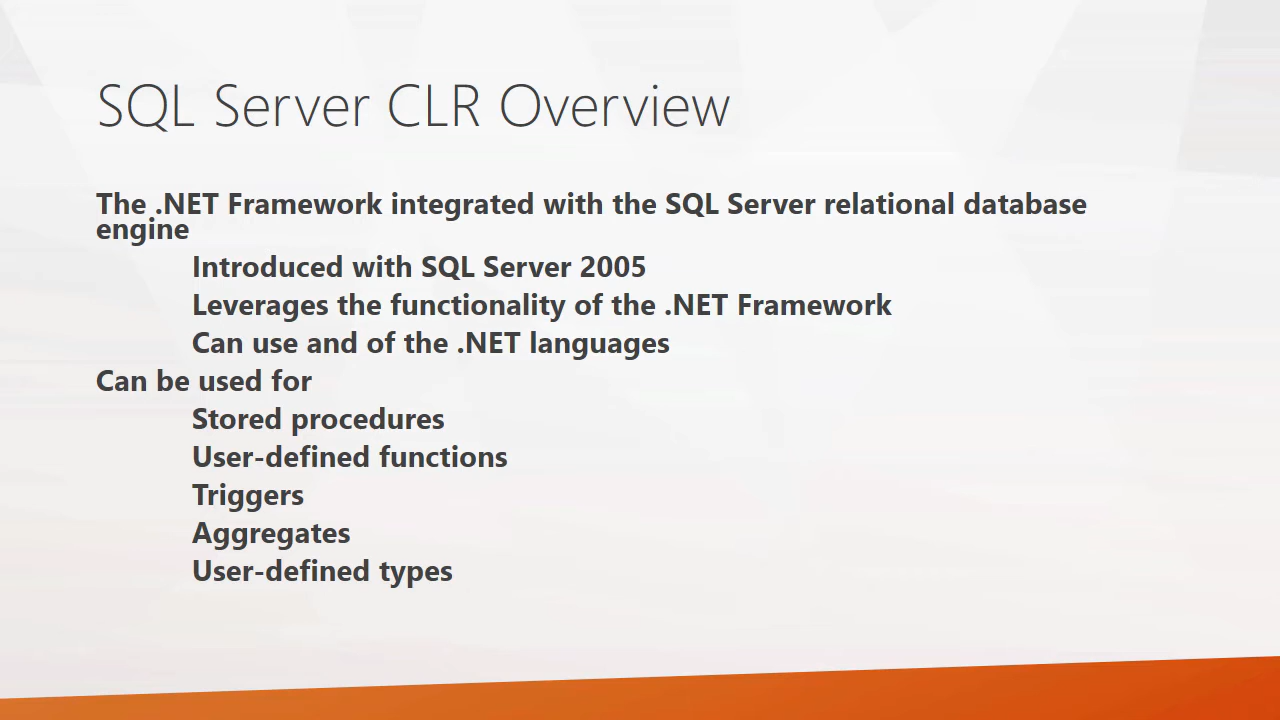 SQL Server CLR Overview
The .NET Framework integrated with the SQL Server relational database
engine
Introduced with SQL Server 2005
Leverages the functionality of the .NET Framework
Can use and of the .NET languages
Can be used for
Stored procedures
User-defined functions
Triggers
Aggregates
User-defined types